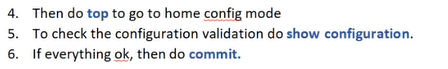 4. Then do top to go to home config mode
5. To check the configuration validation do show configuration.
6. If everything ok, then do commit.